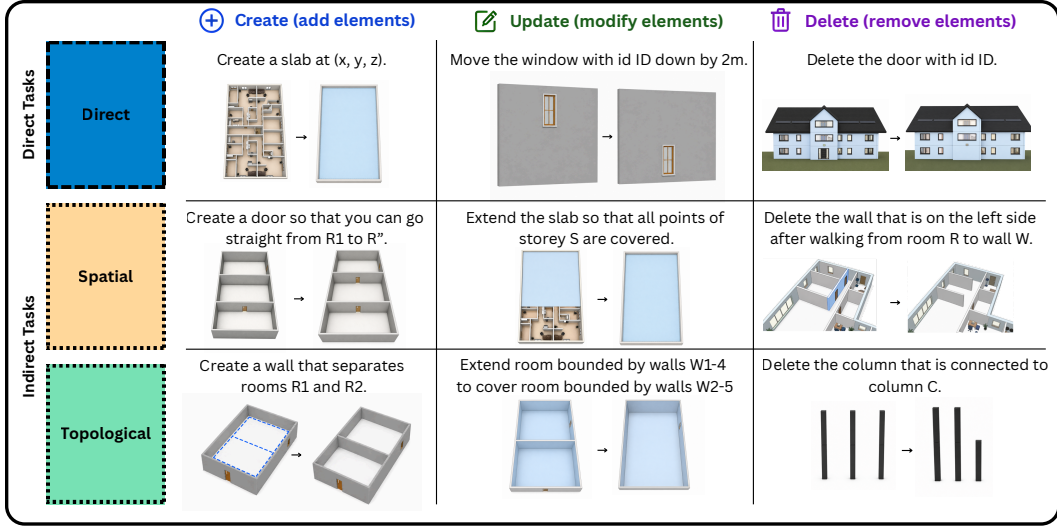 Create (add elements)
Update (modify elements)
Delete (remove elements)
Direct Tasks
Direct
Create a slab at (x, y, z).
Move the window with id ID down by 2m.
Delete the door with id ID.
Indirect Tasks
Spatial
Create a door so that you can go
straight from R1 to R”.
Extend the slab so that all points of
storey S are covered.
Delete the wall that is on the left side
after walking from room R to wall W.
Topological
Create a wall that separates
rooms R1 and R2.
Extend room bounded by walls W1-4
to cover room bounded by walls W2-5
Delete the column that is connected to
column C.